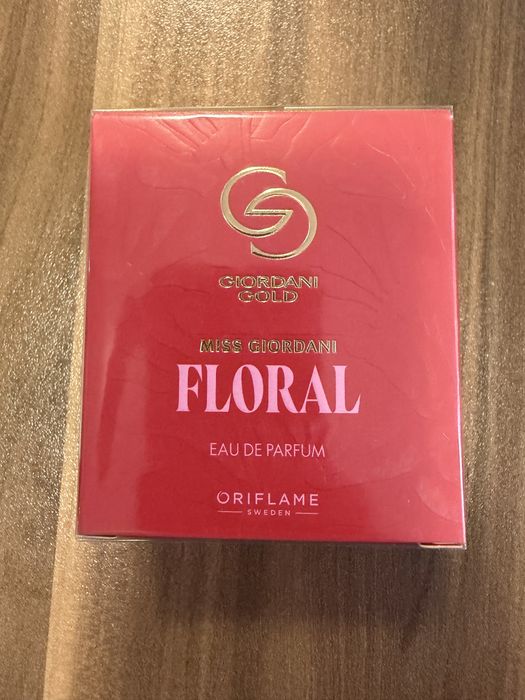 GIORDANI
GOLD
MISS GIORDANI
FLORAL
EAU DE PARFUM
ORIFLAME
SWEDEN